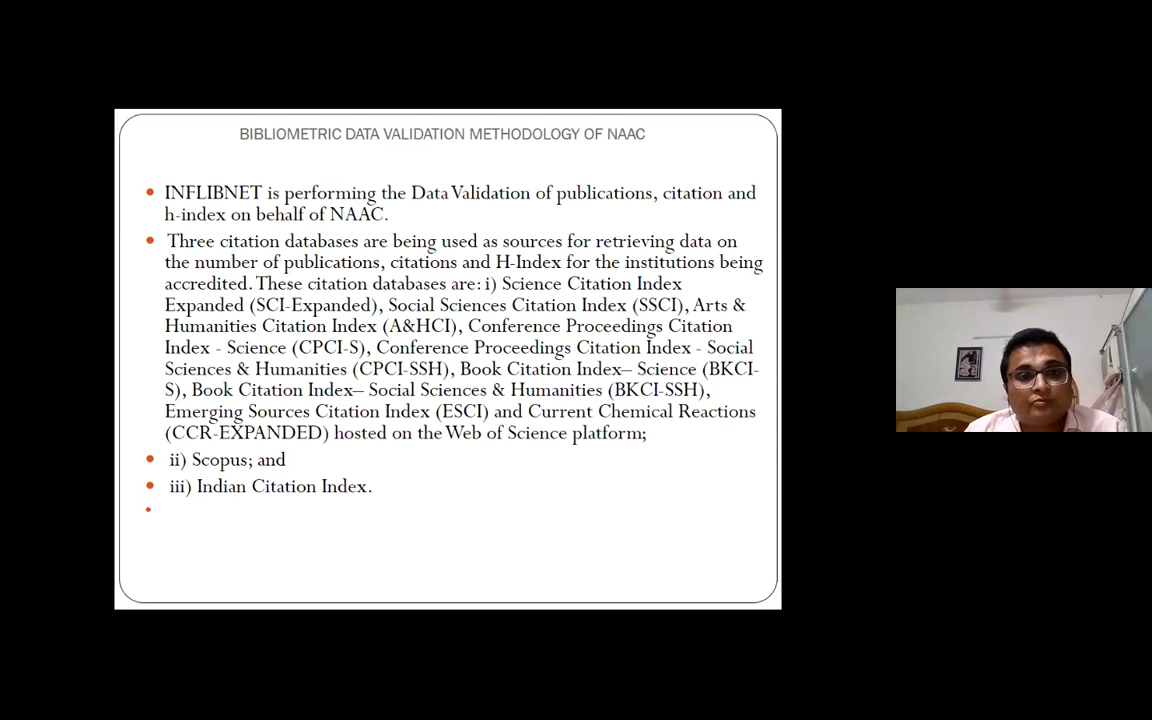 BIBLIOMETRIC DATA VALIDATION METHODOLOGY OF NAAC
INFLIBNET is performing the Data Validation of publications, citation and
h-index on behalf of NAAC.
Three citation databases are being used as sources for retrieving data on
the number of publications, citations and H-Index for the institutions being
accredited. These citation databases are: i) Science Citation Index
Expanded (SCI-Expanded), Social Sciences Citation Index (SSCI), Arts &
Humanities Citation Index (A&HCI), Conference Proceedings Citation
Index - Science (CPCI-S), Conference Proceedings Citation Index - Social
Sciences & Humanities (CPCI-SSH), Book Citation Index– Science (BKCI-
S), Book Citation Index– Social Sciences & Humanities (BKCI-SSH),
Emerging Sources Citation Index (ESCI) and Current Chemical Reactions
(CCR-EXPANDED) hosted on the Web of Science platform;
ii) Scopus; and
iii) Indian Citation Index.